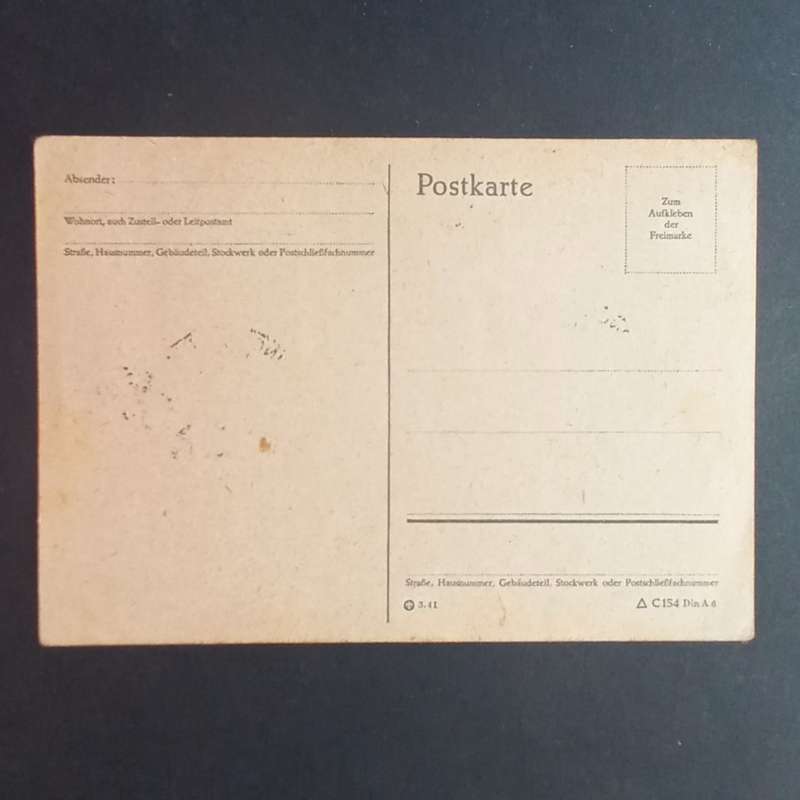 Absender:
Wohnort, auch Zustell- oder Leitpostamt
Straße, Hausnummer, Gebäudeteil, Stockwerk oder Postschließfachnummer
Postkarte
Zum
Aufkleben
der
Freimarke
Straße, Hausnummer, Gebäudeteil, Stockwerk oder Postschließfachnummer
3.41
C154 Din A 6